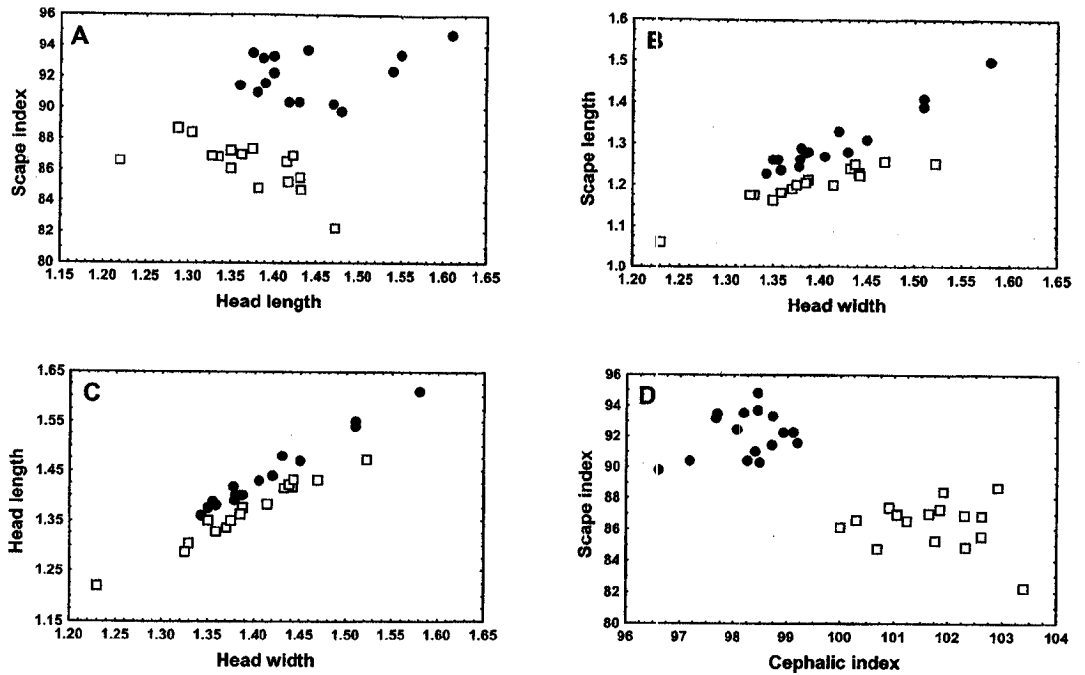 A
Scape index
96
94
92
90
88
86
84
82
80
1.15 1.20 1.25 1.30 1.35 1.40 1.45 1.50 1.55 1.60 1.65
Head length
B
Scape length
1.6
1.5
1.4
1.3
1.2
1.1
1.0
1.20 1.25 1.30 1.35 1.40 1.45 1.50 1.55 1.60 1.65
Head width
C
Head length
1.65
1.55
1.45
1.35
1.25
1.15
1.20 1.25 1.30 1.35 1.40 1.45 1.50 1.55 1.60 1.65
Head width
D
Scape index
96
94
92
90
88
86
84
82
80
96 97 98 99 100 101 102 103 104
Cephalic index